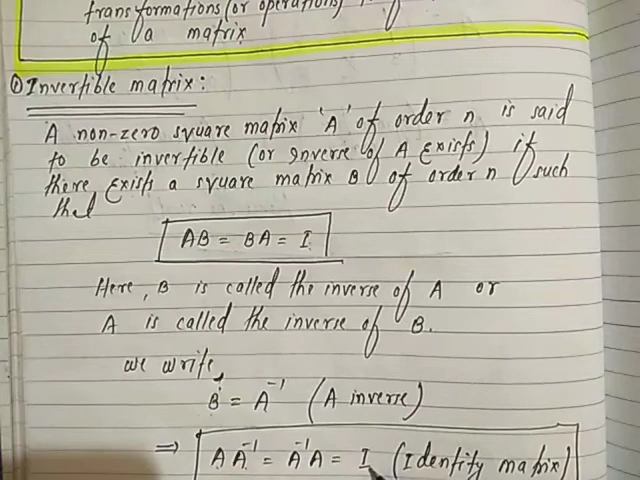 transformations (or operations) of
of a matrix
Invertible matrix:
A non-zero square matrix 'A' of order n is said
to be invertible (or inverse of A exists) if
there exists a square matrix B of order n such
that
AB = BA = I
Here, B is called the inverse of A or
A is called the inverse of B.
we write,
B = A⁻¹ (A inverse)
⇒ A A⁻¹ = A⁻¹A = I (Identity matrix)